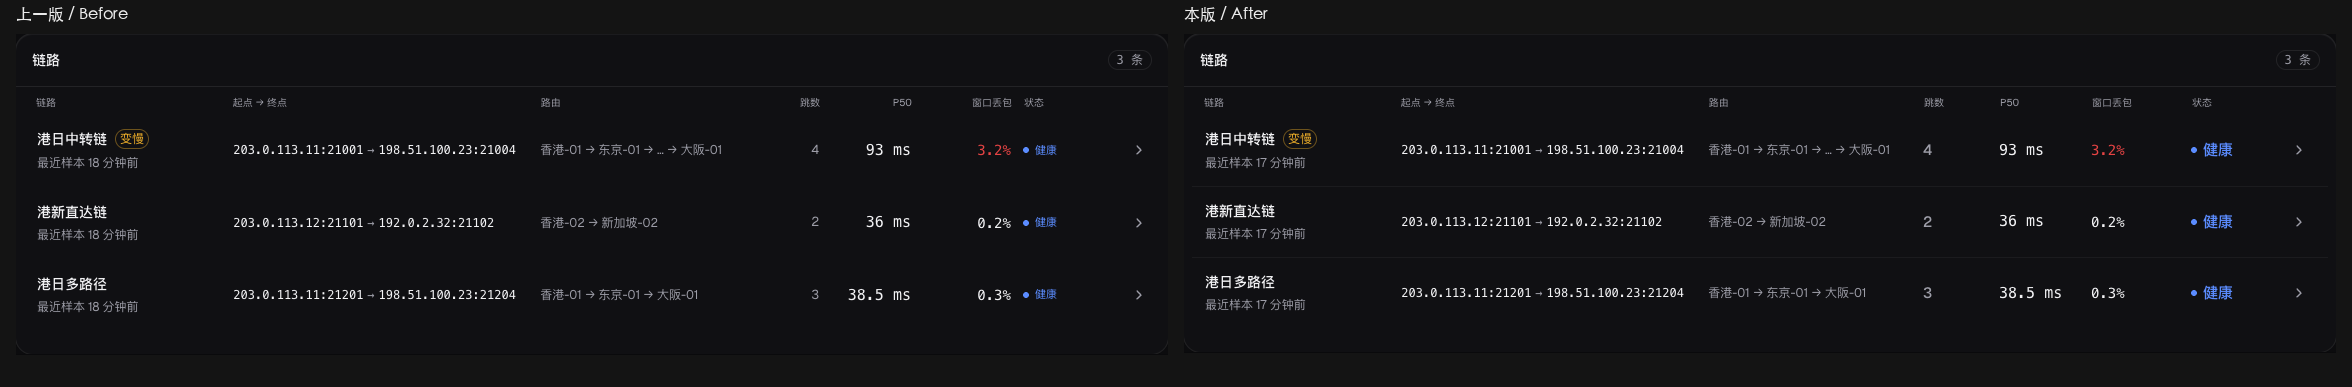 上一版 / Before
链路
3 条
链路 起点 → 终点 路由 跳数 P50 窗口丢包 状态
港日中转链 变慢
最近样本 18 分钟前
203.0.113.11:21001 → 198.51.100.23:21004 香港-01 → 东京-01 → … → 大阪-01 4 93 ms 3.2% 健康
港新直达链
最近样本 18 分钟前
203.0.113.12:21101 → 192.0.2.32:21102 香港-02 → 新加坡-02 2 36 ms 0.2% 健康
港日多路径
最近样本 18 分钟前
203.0.113.11:21201 → 198.51.100.23:21204 香港-01 → 东京-01 → 大阪-01 3 38.5 ms 0.3% 健康
本版 / After
链路
3 条
链路 起点 → 终点 路由 跳数 P50 窗口丢包 状态
港日中转链 变慢
最近样本 17 分钟前
203.0.113.11:21001 → 198.51.100.23:21004 香港-01 → 东京-01 → … → 大阪-01 4 93 ms 3.2% 健康
港新直达链
最近样本 17 分钟前
203.0.113.12:21101 → 192.0.2.32:21102 香港-02 → 新加坡-02 2 36 ms 0.2% 健康
港日多路径
最近样本 17 分钟前
203.0.113.11:21201 → 198.51.100.23:21204 香港-01 → 东京-01 → 大阪-01 3 38.5 ms 0.3% 健康